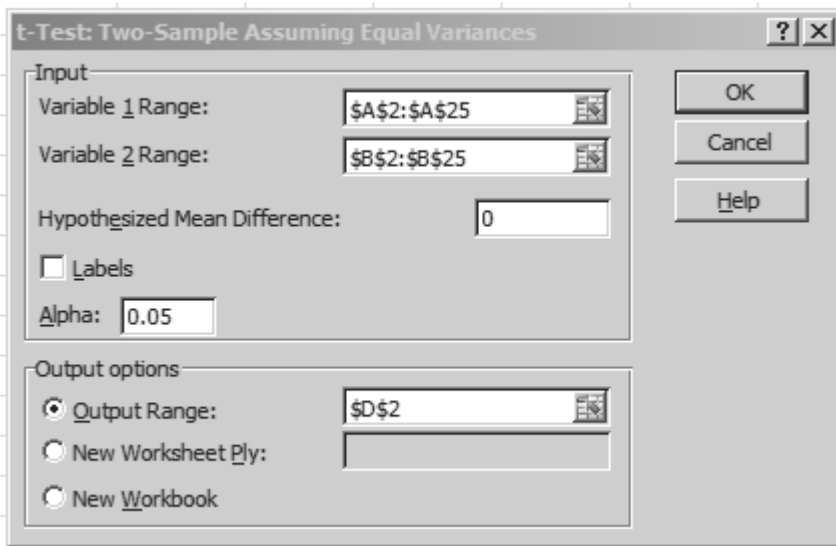 t-Test: Two-Sample Assuming Equal Variances
Input
Variable 1 Range: $A$2:$A$25
Variable 2 Range: $B$2:$B$25
Hypothesized Mean Difference: 0
Labels
Alpha: 0.05
OK
Cancel
Help
Output options
Output Range: $D$2
New Worksheet Ply:
New Workbook